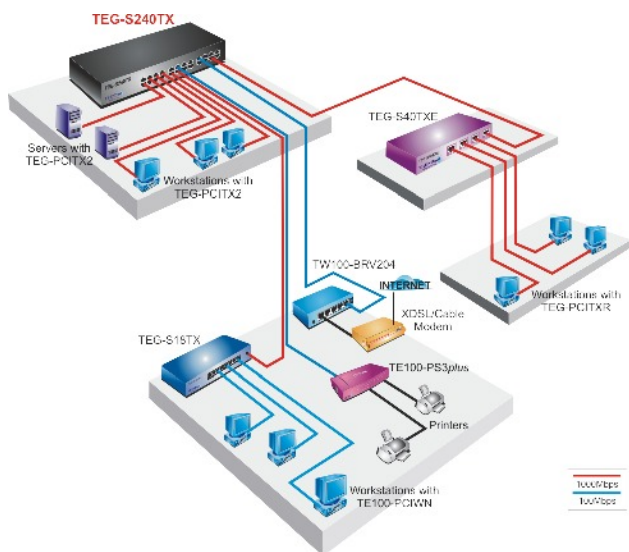 TEG-S240TX
TEG-S40TXE
Servers with
TEG-PCITX2
Workstations with
TEG-PCITX2
TW100-BRV204
INTERNET
XDSL/Cable
Modem
Workstations with
TEG-PCITXR
TEG-S18TX
TE100-PS3plus
Printers
Workstations with
TE100-PCIWN
1000Mbps
100Mbps